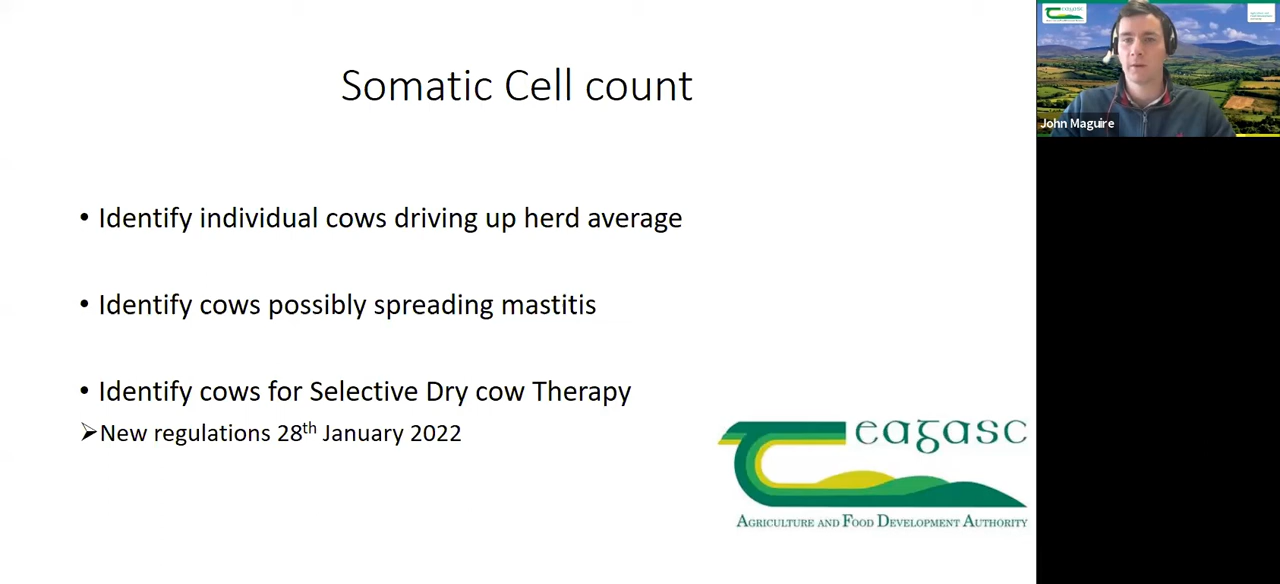 Somatic Cell count
• Identify individual cows driving up herd average
• Identify cows possibly spreading mastitis
• Identify cows for Selective Dry cow Therapy
➢New regulations 28th January 2022
eagasc
AGRICULTURE AND FOOD DEVELOPMENT AUTHORITY
eagasc
John Maguire